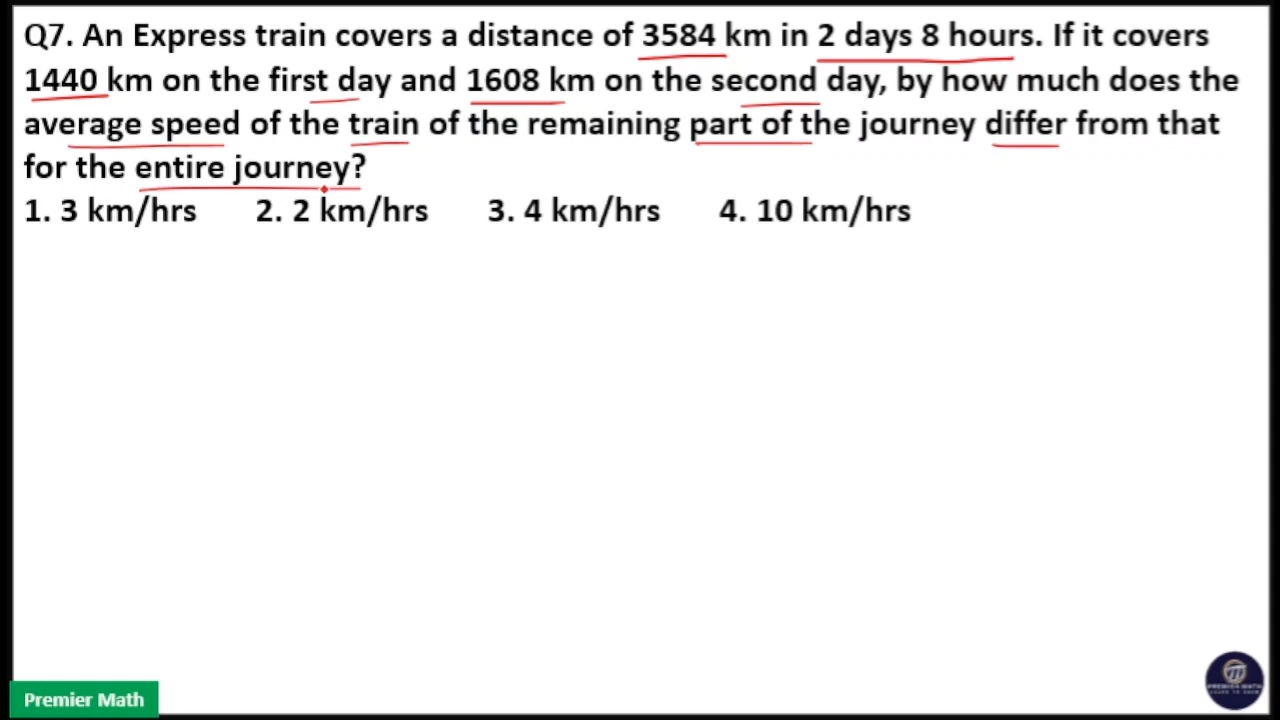 Q7. An Express train covers a distance of 3584 km in 2 days 8 hours. If it covers
1440 km on the first day and 1608 km on the second day, by how much does the
average speed of the train of the remaining part of the journey differ from that
for the entire journey?
1. 3 km/hrs 2. 2 km/hrs 3. 4 km/hrs 4. 10 km/hrs
Premier Math
PREMIER MATH